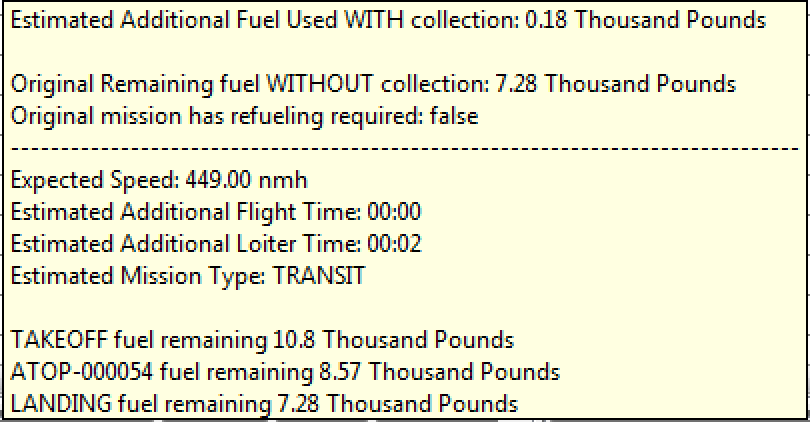 Estimated Additional Fuel Used WITH collection: 0.18 Thousand Pounds
Original Remaining fuel WITHOUT collection: 7.28 Thousand Pounds
Original mission has refueling required: false
--------------------------------------------------------------------------------
Expected Speed: 449.00 nmh
Estimated Additional Flight Time: 00:00
Estimated Additional Loiter Time: 00:02
Estimated Mission Type: TRANSIT
TAKEOFF fuel remaining 10.8 Thousand Pounds
ATOP-000054 fuel remaining 8.57 Thousand Pounds
LANDING fuel remaining 7.28 Thousand Pounds